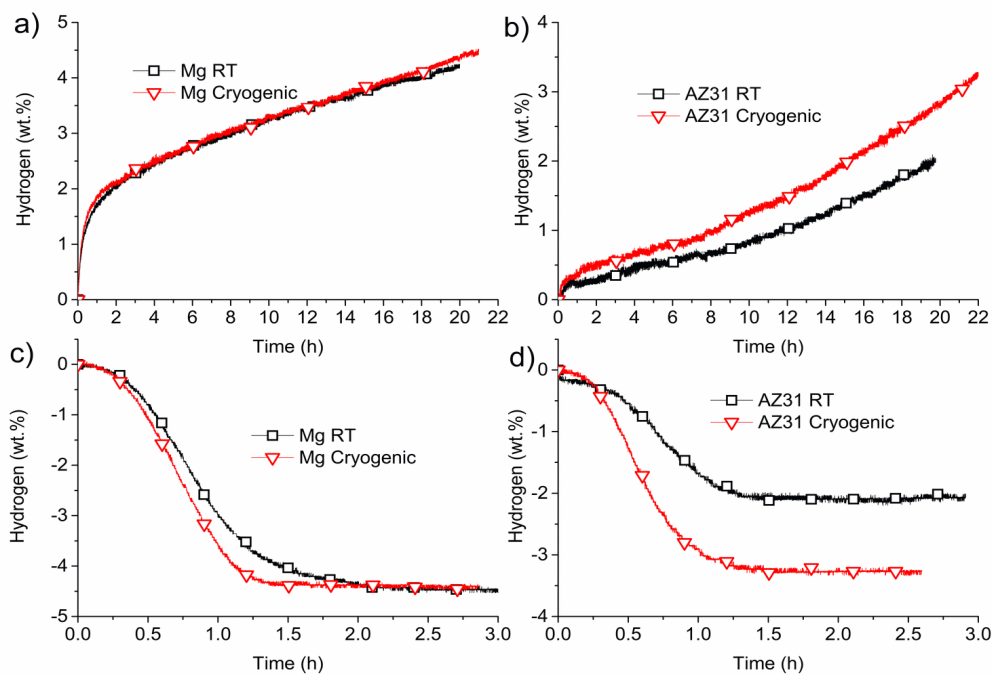 a)
Hydrogen (wt.%)
5
4
3
2
1
0
Mg RT
Mg Cryogenic
0 2 4 6 8 10 12 14 16 18 20 22
Time (h)
b)
Hydrogen (wt.%)
4
3
2
1
0
AZ31 RT
AZ31 Cryogenic
0 2 4 6 8 10 12 14 16 18 20 22
Time (h)
c)
Hydrogen (wt.%)
0
-1
-2
-3
-4
-5
Mg RT
Mg Cryogenic
0.0 0.5 1.0 1.5 2.0 2.5 3.0
Time (h)
d)
Hydrogen (wt.%)
0
-1
-2
-3
-4
AZ31 RT
AZ31 Cryogenic
0.0 0.5 1.0 1.5 2.0 2.5 3.0
Time (h)